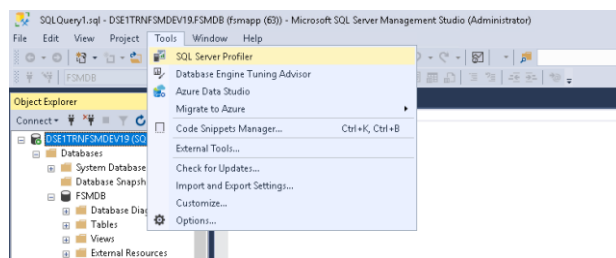 SQLQuery1.sql - DSE1TRNFSMDEV19.FSMDB (fsmapp (63)) - Microsoft SQL Server Management Studio (Administrator)
File Edit View Project Tools Window Help
SQL Server Profiler
FSMDB
Database Engine Tuning Advisor
Azure Data Studio
Object Explorer
Migrate to Azure
Connect
Code Snippets Manager... Ctrl+K, Ctrl+B
DSE1TRNFSMDEV19 (SQ
External Tools...
Databases
System Database
Check for Updates...
Database Snapsh
Import and Export Settings...
FSMDB
Customize...
Database Diag
Options...
Tables
Views
External Resources